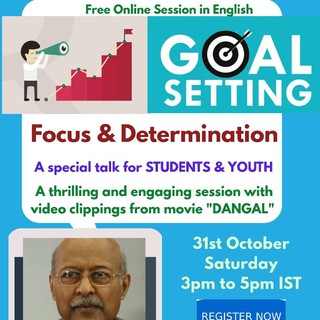 Free Online Session in English
GOAL
SETTING
Focus & Determination
A special talk for STUDENTS & YOUTH
A thrilling and engaging session with
video clippings from movie "DANGAL"
31st October
Saturday
3pm to 5pm IST
REGISTER NOW